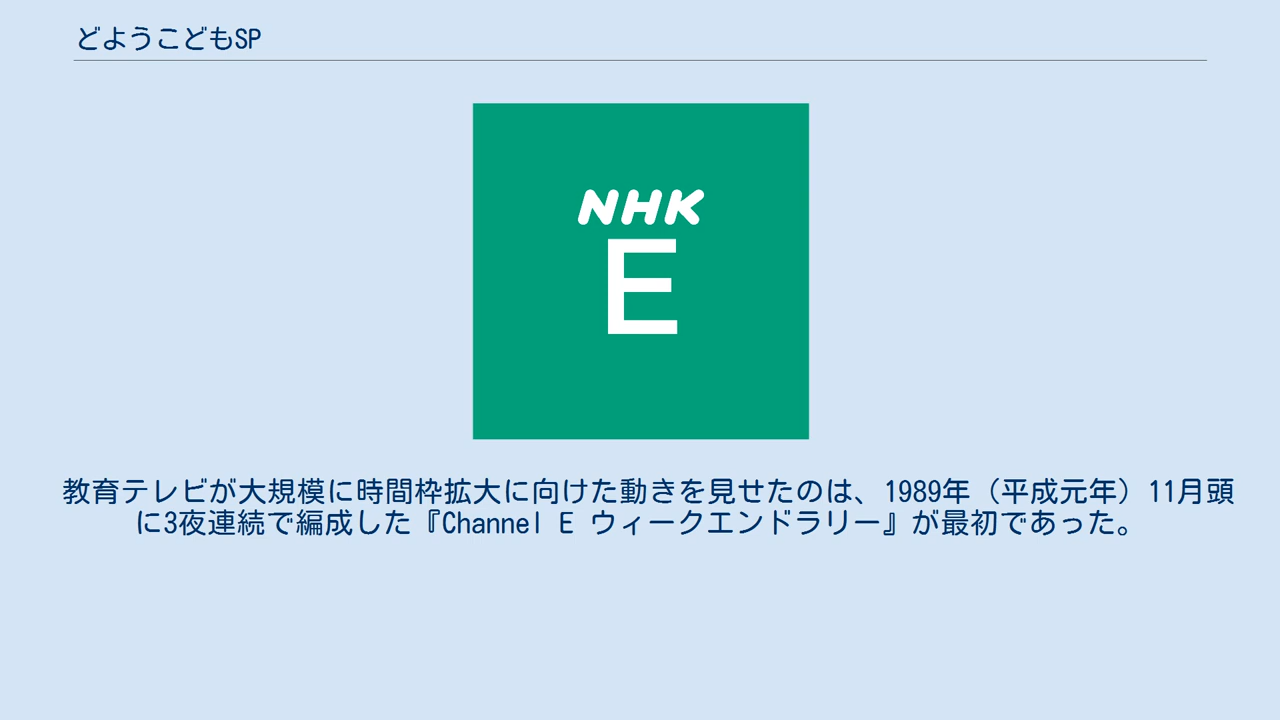 どようこどもSP
NHK
E
教育テレビが大規模に時間枠拡大に向けた動きを見せたのは、1989年（平成元年）11月頭
に3夜連続で編成した『Channel E ウィークエンドラリー』が最初であった。